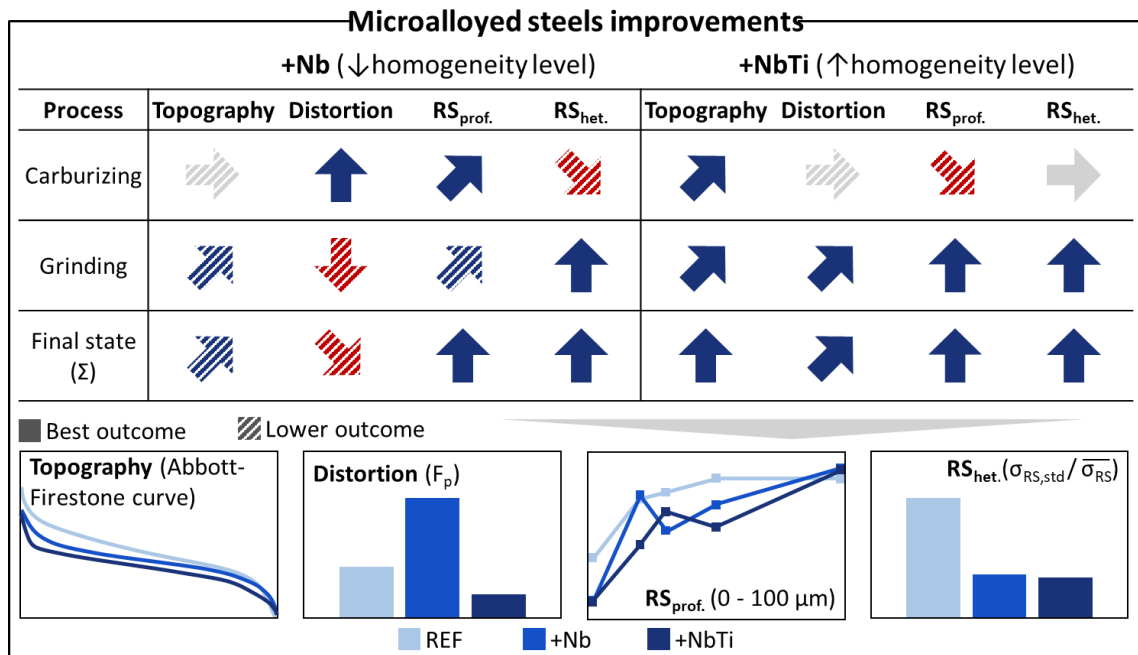 Microalloyed steels improvements
+Nb (↓homogeneity level)
+NbTi (↑homogeneity level)
Process Topography Distortion RSprof. RShet. Topography Distortion RSprof. RShet.
Carburizing
Grinding
Final state
(Σ)
Best outcome
Lower outcome
Topography (Abbott-
Firestone curve)
Distortion (Fp)
RSprof. (0 - 100 µm)
RShet.(σRS,std/ σRS)
REF
+Nb
+NbTi